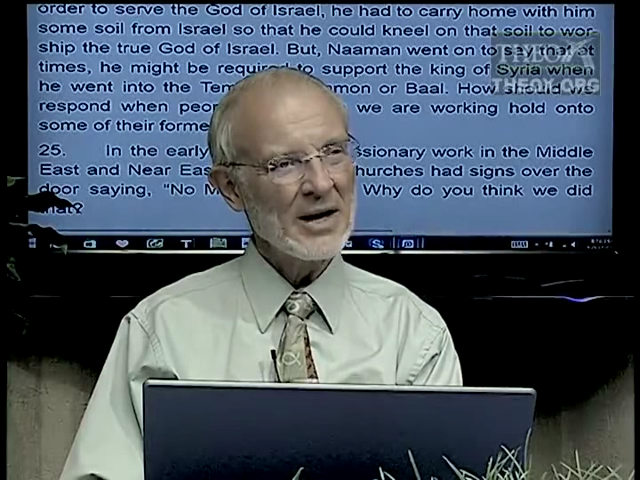 order to serve the God of Israel, he had to carry home with him
some soil from Israel so that he could kneel on that soil to wor
ship the true God of Israel. But, Naaman went on to say that at
times, he might be required to support the king of Syria when
he went into the Tem mmon or Baal. How should we
respond when peo we are working hold onto
some of their forme
25. In the early ssionary work in the Middle
East and Near Eas churches had signs over the
door saying, "No M Why do you think we did
that?
THEOX
THEOX.ORG